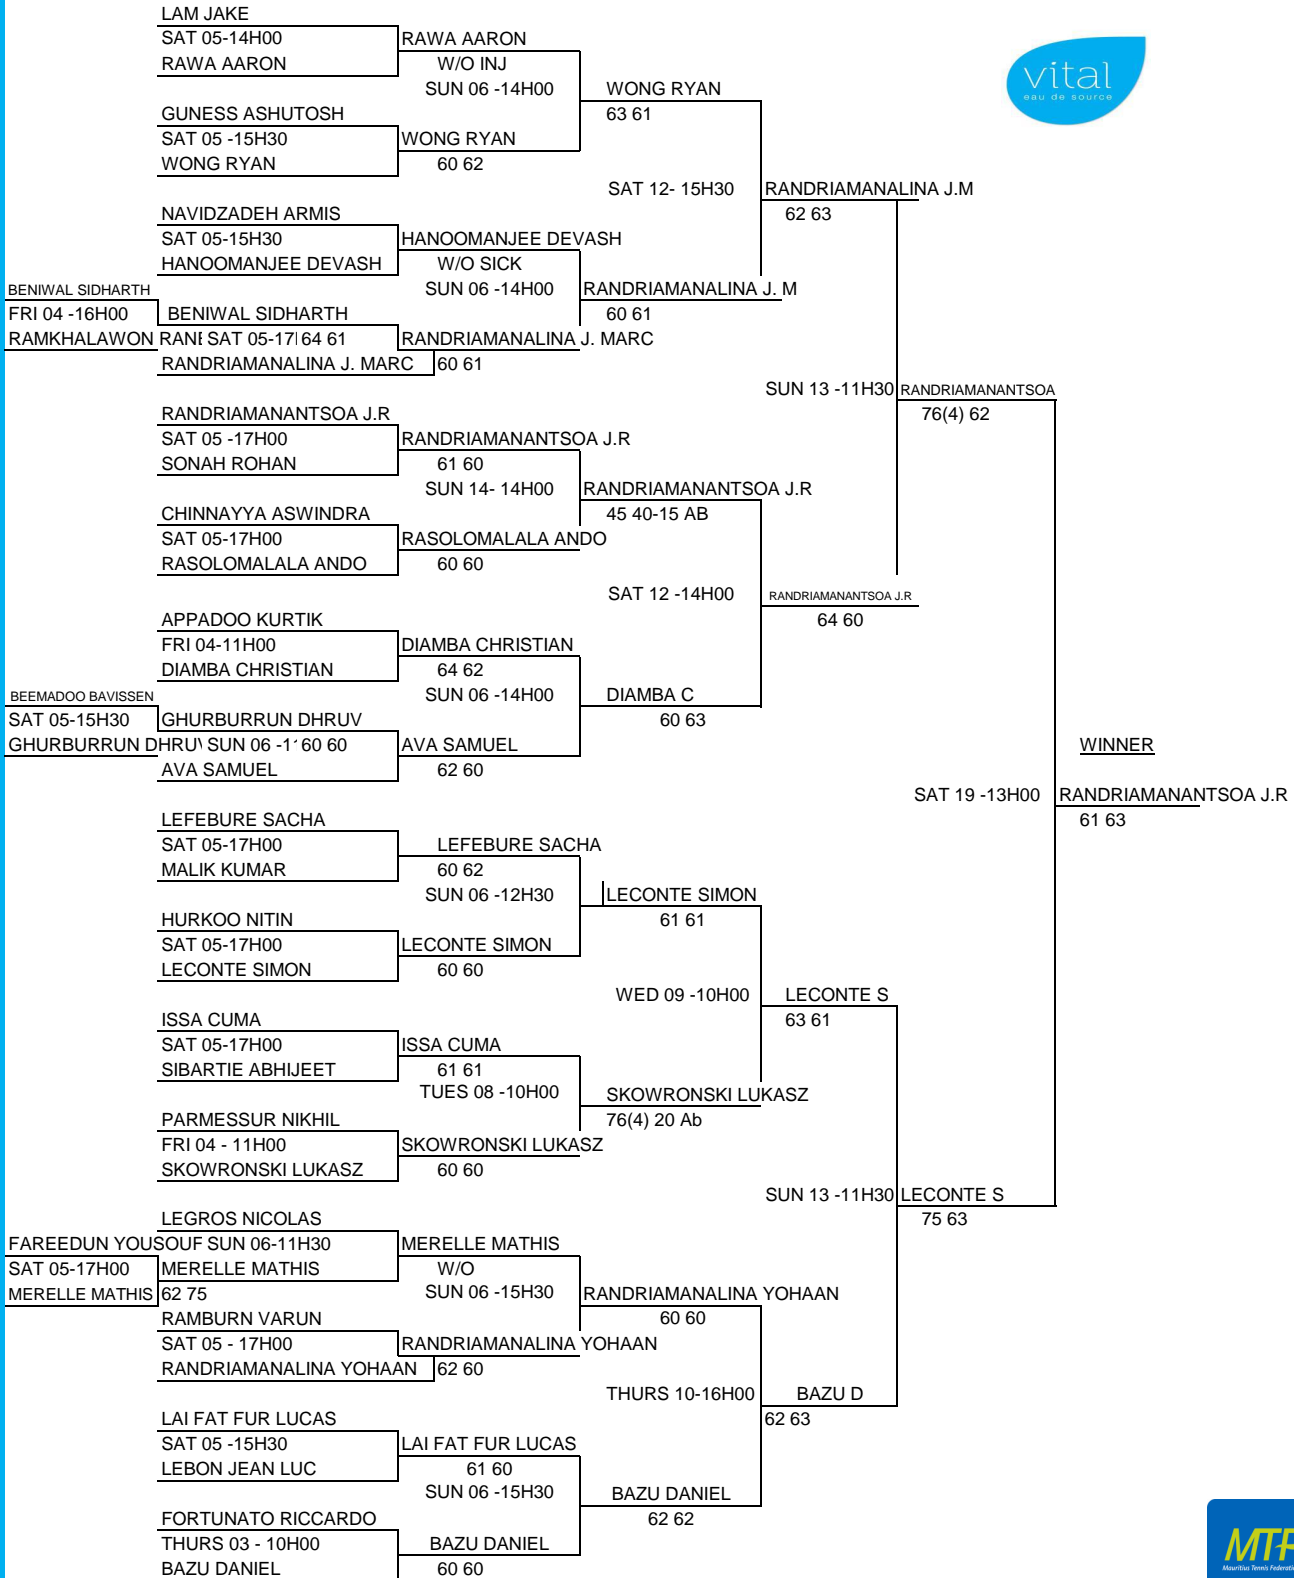 LAM JAKE
SAT 05-14H00
RAWA AARON
RAWA AARON
W/O INJ
SUN 06 -14H00
WONG RYAN
63 61
vital
eau de source
GUNESS ASHUTOSH
SAT 05 -15H30
WONG RYAN
WONG RYAN
60 62
SAT 12- 15H30
RANDRIAMANALINA J.M
62 63
NAVIDZADEH ARMIS
SAT 05-15H30
HANOOMANJEE DEVASH
HANOOMANJEE DEVASH
W/O SICK
SUN 06 -14H00
RANDRIAMANALINA J. M
60 61
BENIWAL SIDHARTH
FRI 04 -16H00
RAMKHALAWON RANE
BENIWAL SIDHARTH
SAT 05-17 64 61
RANDRIAMANALINA J. MARC
RANDRIAMANALINA J. MARC
60 61
SUN 13 -11H30
RANDRIAMANANTSOA
76(4) 62
RANDRIAMANANTSOA J.R
SAT 05 -17H00
SONAH ROHAN
RANDRIAMANANTSOA J.R
61 60
SUN 14- 14H00
RANDRIAMANANTSOA J.R
45 40-15 AB
CHINNAYYA ASWINDRA
SAT 05-17H00
RASOLOMALALA ANDO
RASOLOMALALA ANDO
60 60
SAT 12 -14H00
RANDRIAMANANTSOA J.R
64 60
APPADOO KURTIK
FRI 04-11H00
DIAMBA CHRISTIAN
DIAMBA CHRISTIAN
64 62
SUN 06 -14H00
DIAMBA C
60 63
BEEMADOO BAVISSEN
SAT 05-15H30
GHURBURRUN DHRUV
GHURBURRUN DHRUV
SUN 06 -1 60 60
AVA SAMUEL
AVA SAMUEL
62 60
WINNER
SAT 19 -13H00
RANDRIAMANANTSOA J.R
61 63
LEFEBURE SACHA
SAT 05-17H00
MALIK KUMAR
LEFEBURE SACHA
60 62
SUN 06 -12H30
LECONTE SIMON
61 61
HURKOO NITIN
SAT 05-17H00
LECONTE SIMON
LECONTE SIMON
60 60
WED 09 -10H00
LECONTE S
63 61
ISSA CUMA
SAT 05-17H00
SIBARTIE ABHIJEET
ISSA CUMA
61 61
TUES 08 -10H00
SKOWRONSKI LUKASZ
76(4) 20 Ab
PARMESSUR NIKHIL
FRI 04 - 11H00
SKOWRONSKI LUKASZ
SKOWRONSKI LUKASZ
60 60
SUN 13 -11H30
LECONTE S
75 63
LEGROS NICOLAS
FAREEDUN YOUSOUF
SUN 06-11H30
SAT 05-17H00
MERELLE MATHIS
MERELLE MATHIS
62 75
MERELLE MATHIS
W/O
SUN 06 -15H30
RANDRIAMANALINA YOHAAN
60 60
RAMBURN VARUN
SAT 05 - 17H00
RANDRIAMANALINA YOHAAN
RANDRIAMANALINA YOHAAN
62 60
THURS 10-16H00
BAZU D
62 63
LAI FAT FUR LUCAS
SAT 05 -15H30
LEBON JEAN LUC
LAI FAT FUR LUCAS
61 60
SUN 06 -15H30
BAZU DANIEL
62 62
FORTUNATO RICCARDO
THURS 03 - 10H00
BAZU DANIEL
BAZU DANIEL
60 60
MTF
Mauritius Tennis Federati